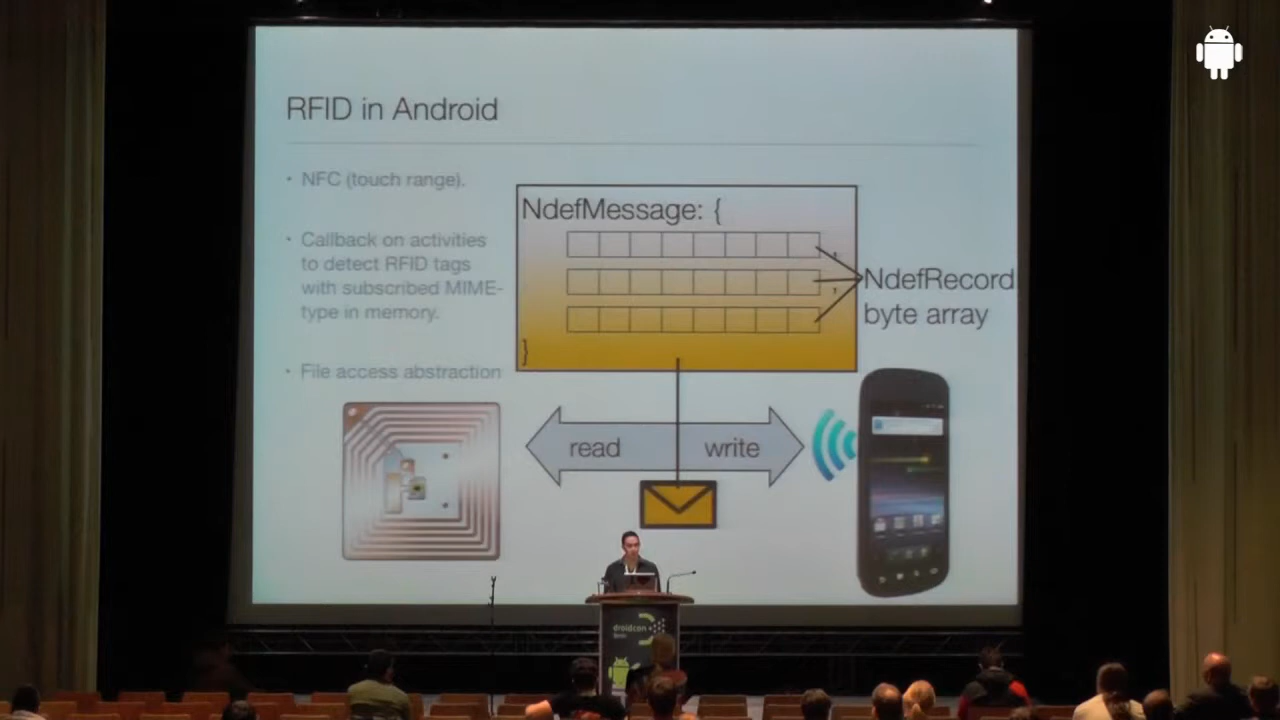 RFID in Android
• NFC (touch range).
• Callback on activities
to detect RFID tags
with subscribed MIME-
type in memory.
• File access abstraction
NdefMessage: {
,
,
}
NdefRecord
byte array
read
write
droidcon